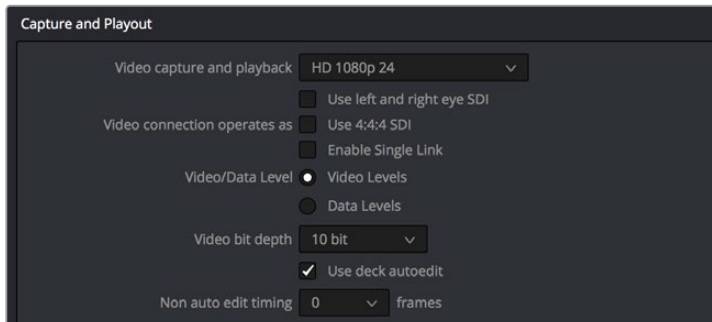 Capture and Playout
Video capture and playback HD 1080p 24
Use left and right eye SDI
Video connection operates as Use 4:4:4 SDI
Enable Single Link
Video/Data Level Video Levels
Data Levels
Video bit depth 10 bit
Use deck autoedit
Non auto edit timing 0 frames